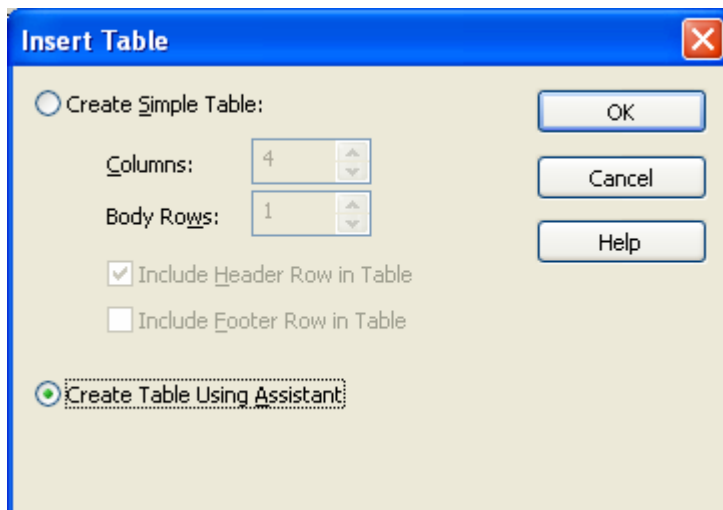 Insert Table
Create Simple Table:
OK
Columns:
4
Cancel
Body Rows:
1
Help
Include Header Row in Table
Include Footer Row in Table
Create Table Using Assistant